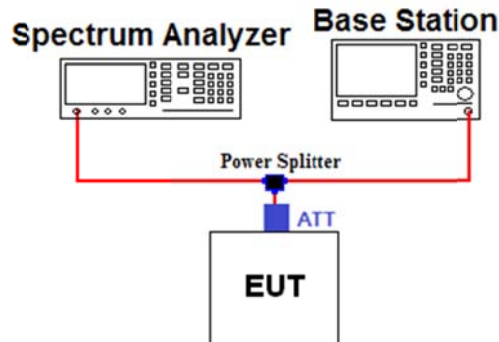 Spectrum Analyzer
Base Station
Power Splitter
ATT
EUT